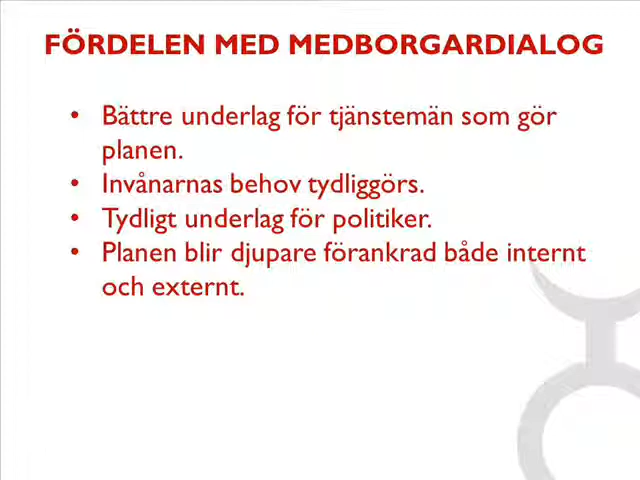 FÖRDELEN MED MEDBORGARDIALOG
• Bättre underlag för tjänstemän som gör
planen.
• Invånarnas behov tydliggörs.
• Tydligt underlag för politiker.
• Planen blir djupare förankrad både internt
och externt.